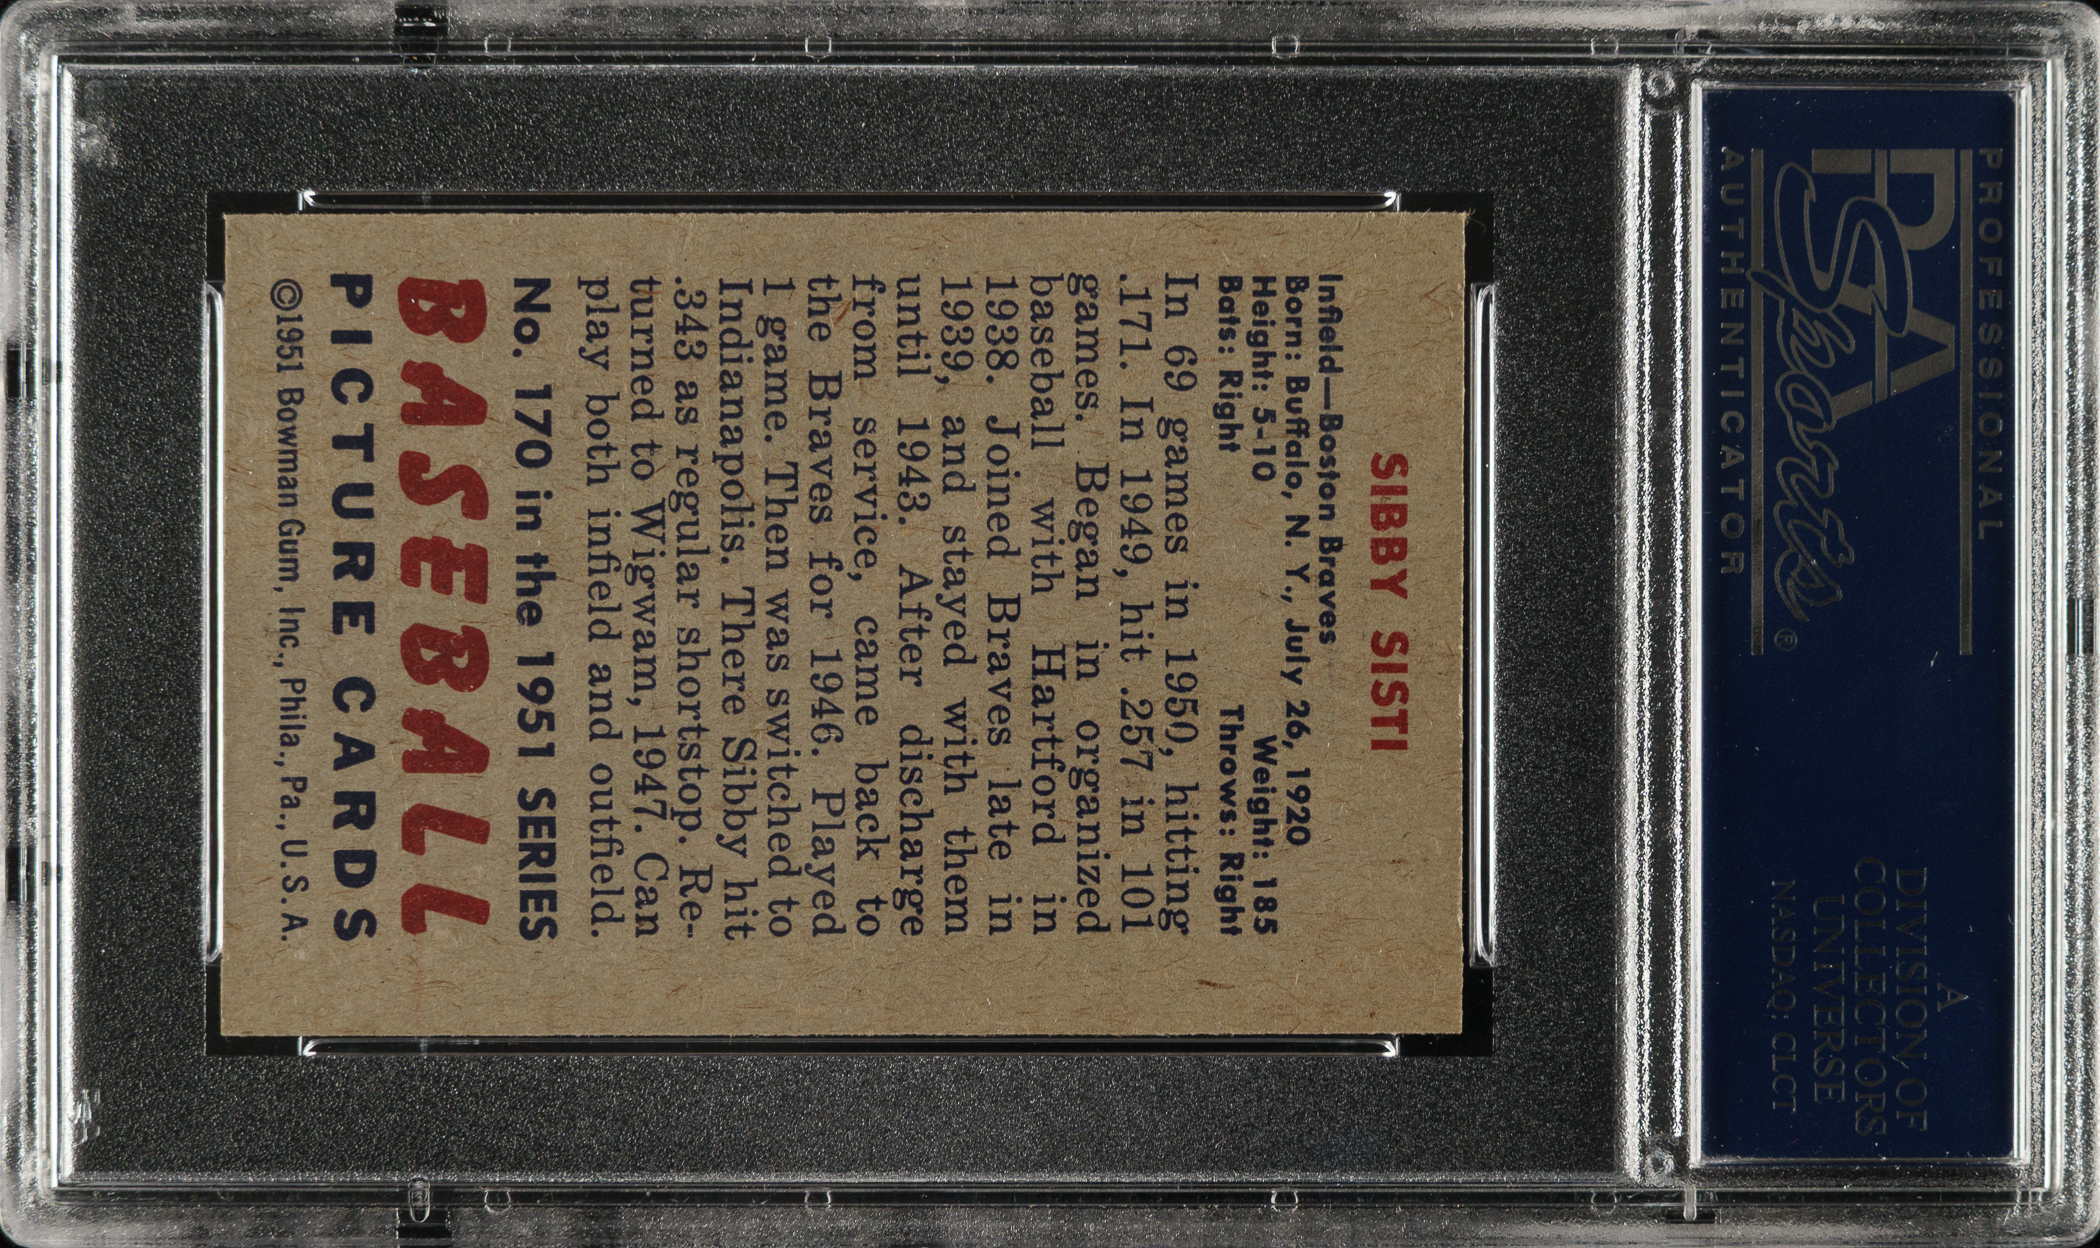 PROFESSIONAL
PSA
Sports®
AUTHENTICATOR
A
DIVISION OF
COLLECTORS
UNIVERSE
NASDAQ: CLCT
SIBBY SISTI
Infield—Boston Braves
Born: Buffalo, N. Y., July 26, 1920
Height: 5-10 Weight: 185
Bats: Right Throws: Right
In 69 games in 1950, hitting
.171. In 1949, hit .257 in 101
games. Began in organized
baseball with Hartford in
1938. Joined Braves late in
1939, and stayed with them
until 1943. After discharge
from service, came back to
the Braves for 1946. Played
1 game. Then was switched to
Indianapolis. There Sibby hit
.343 as regular shortstop. Re-
turned to Wigwam, 1947. Can
play both infield and outfield.
No. 170 in the 1951 SERIES
BASEBALL
PICTURE CARDS
©1951 Bowman Gum, Inc., Phila., Pa., U.S.A.